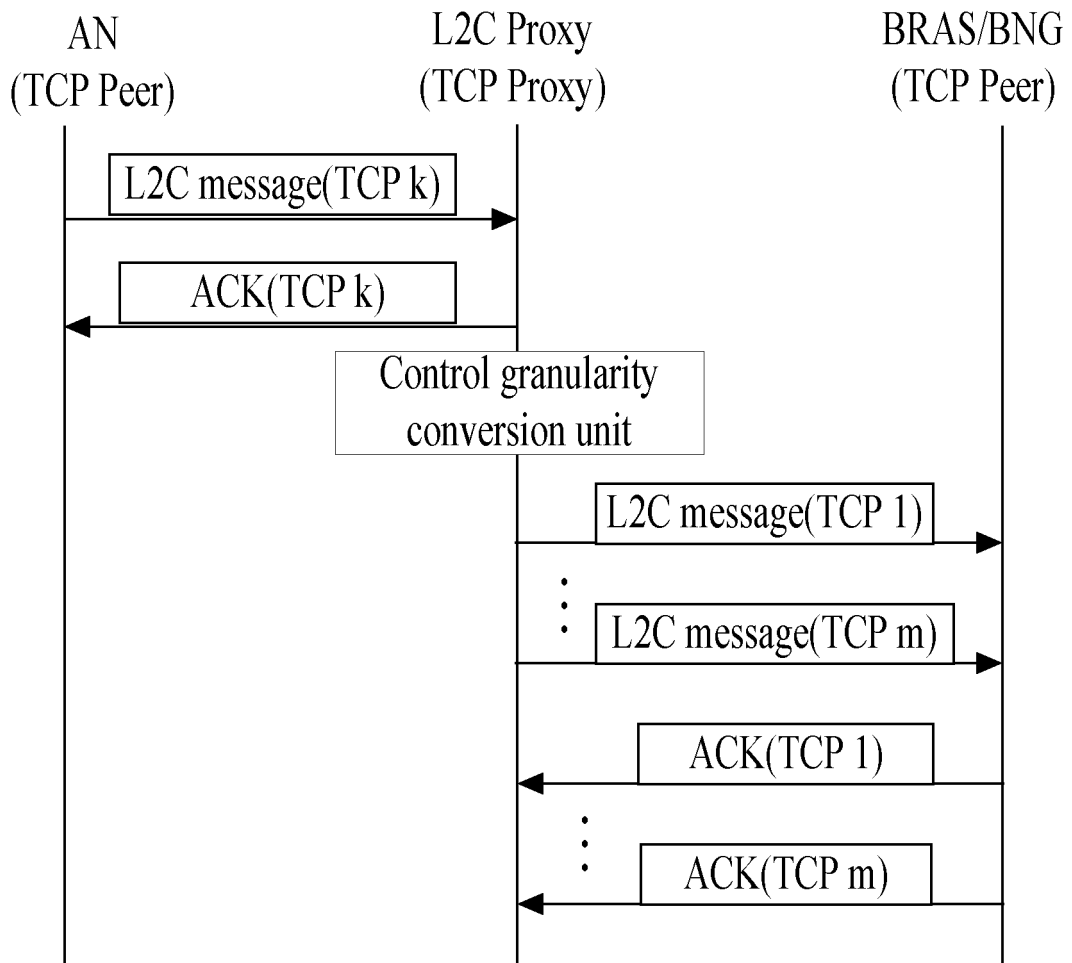 AN
(TCP Peer)
L2C Proxy
(TCP Proxy)
BRAS/BNG
(TCP Peer)
L2C message(TCP k)
ACK(TCP k)
Control granularity
conversion unit
L2C message(TCP 1)
L2C message(TCP m)
ACK(TCP 1)
ACK(TCP m)